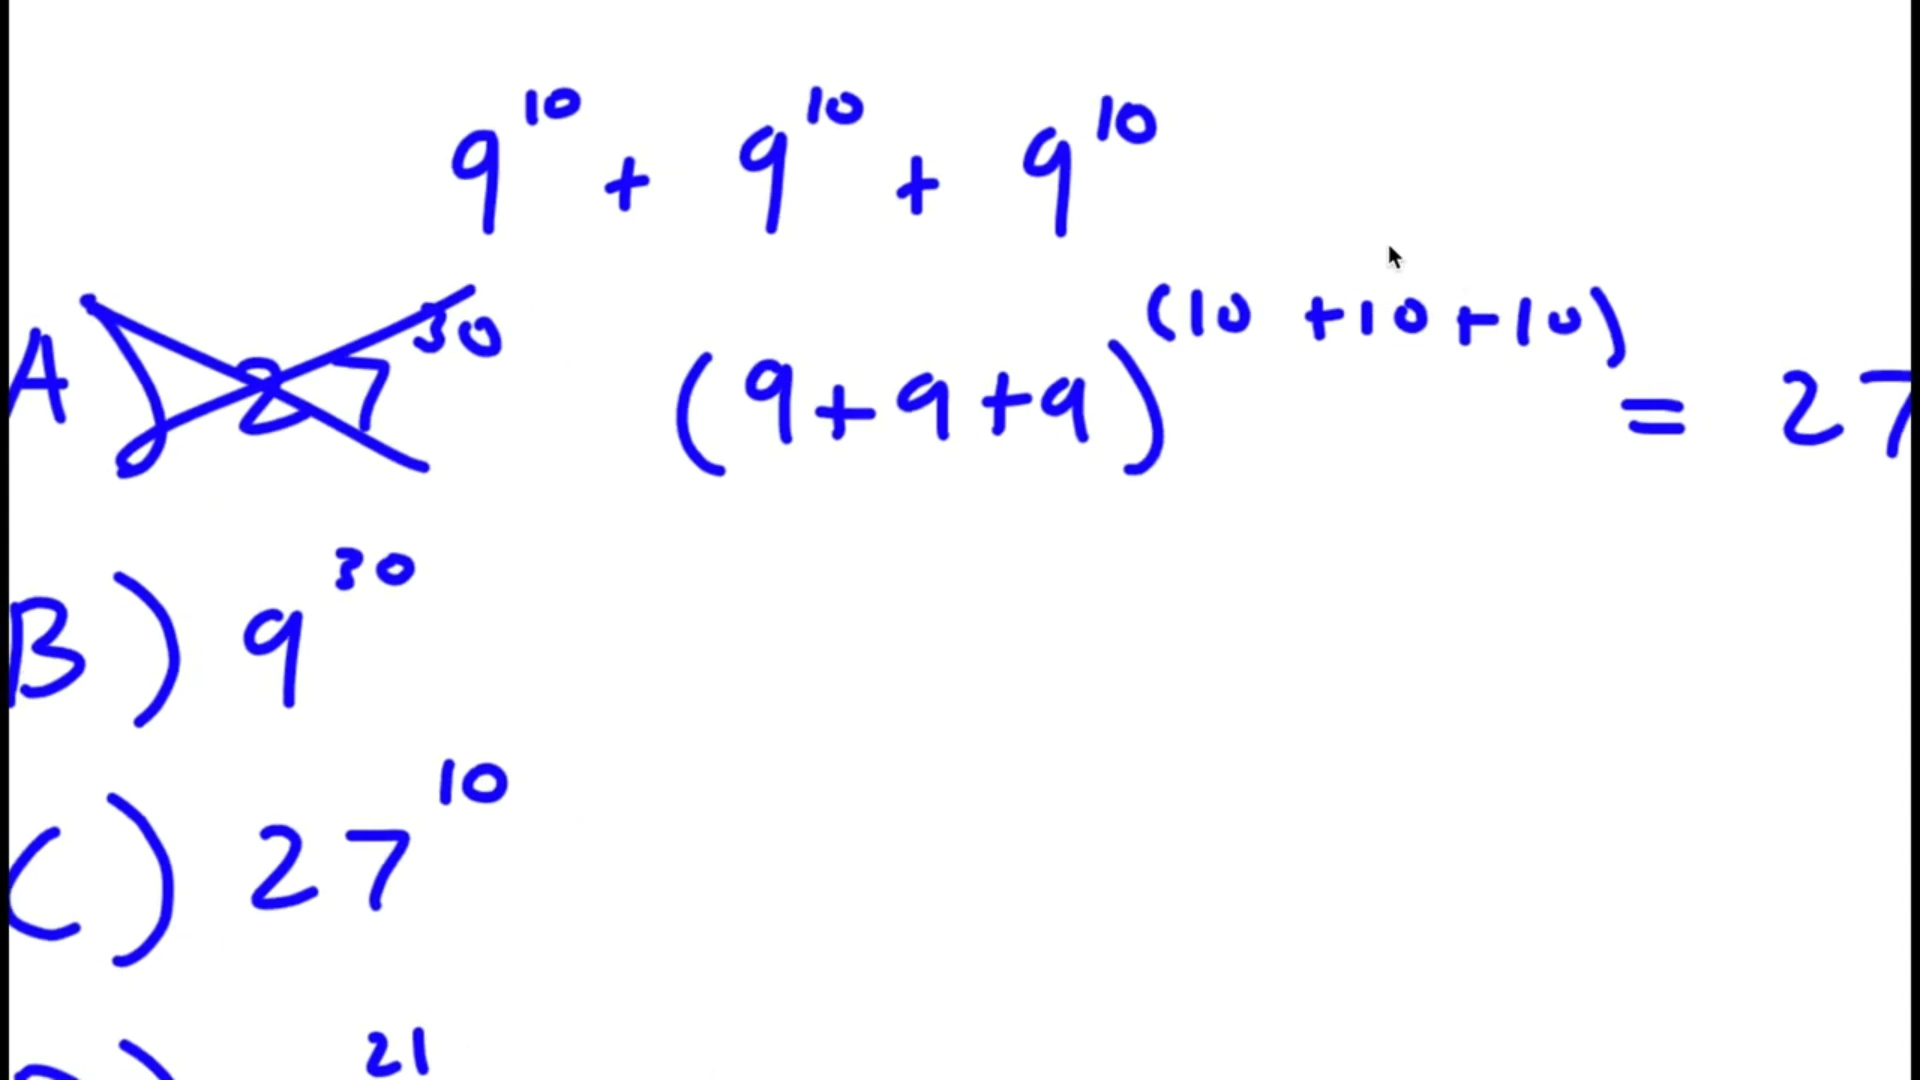 9^10 + 9^10 + 9^10
A) 27^30 (9+9+9)^(10+10+10) = 27
B) 9^30
C) 27^10
21